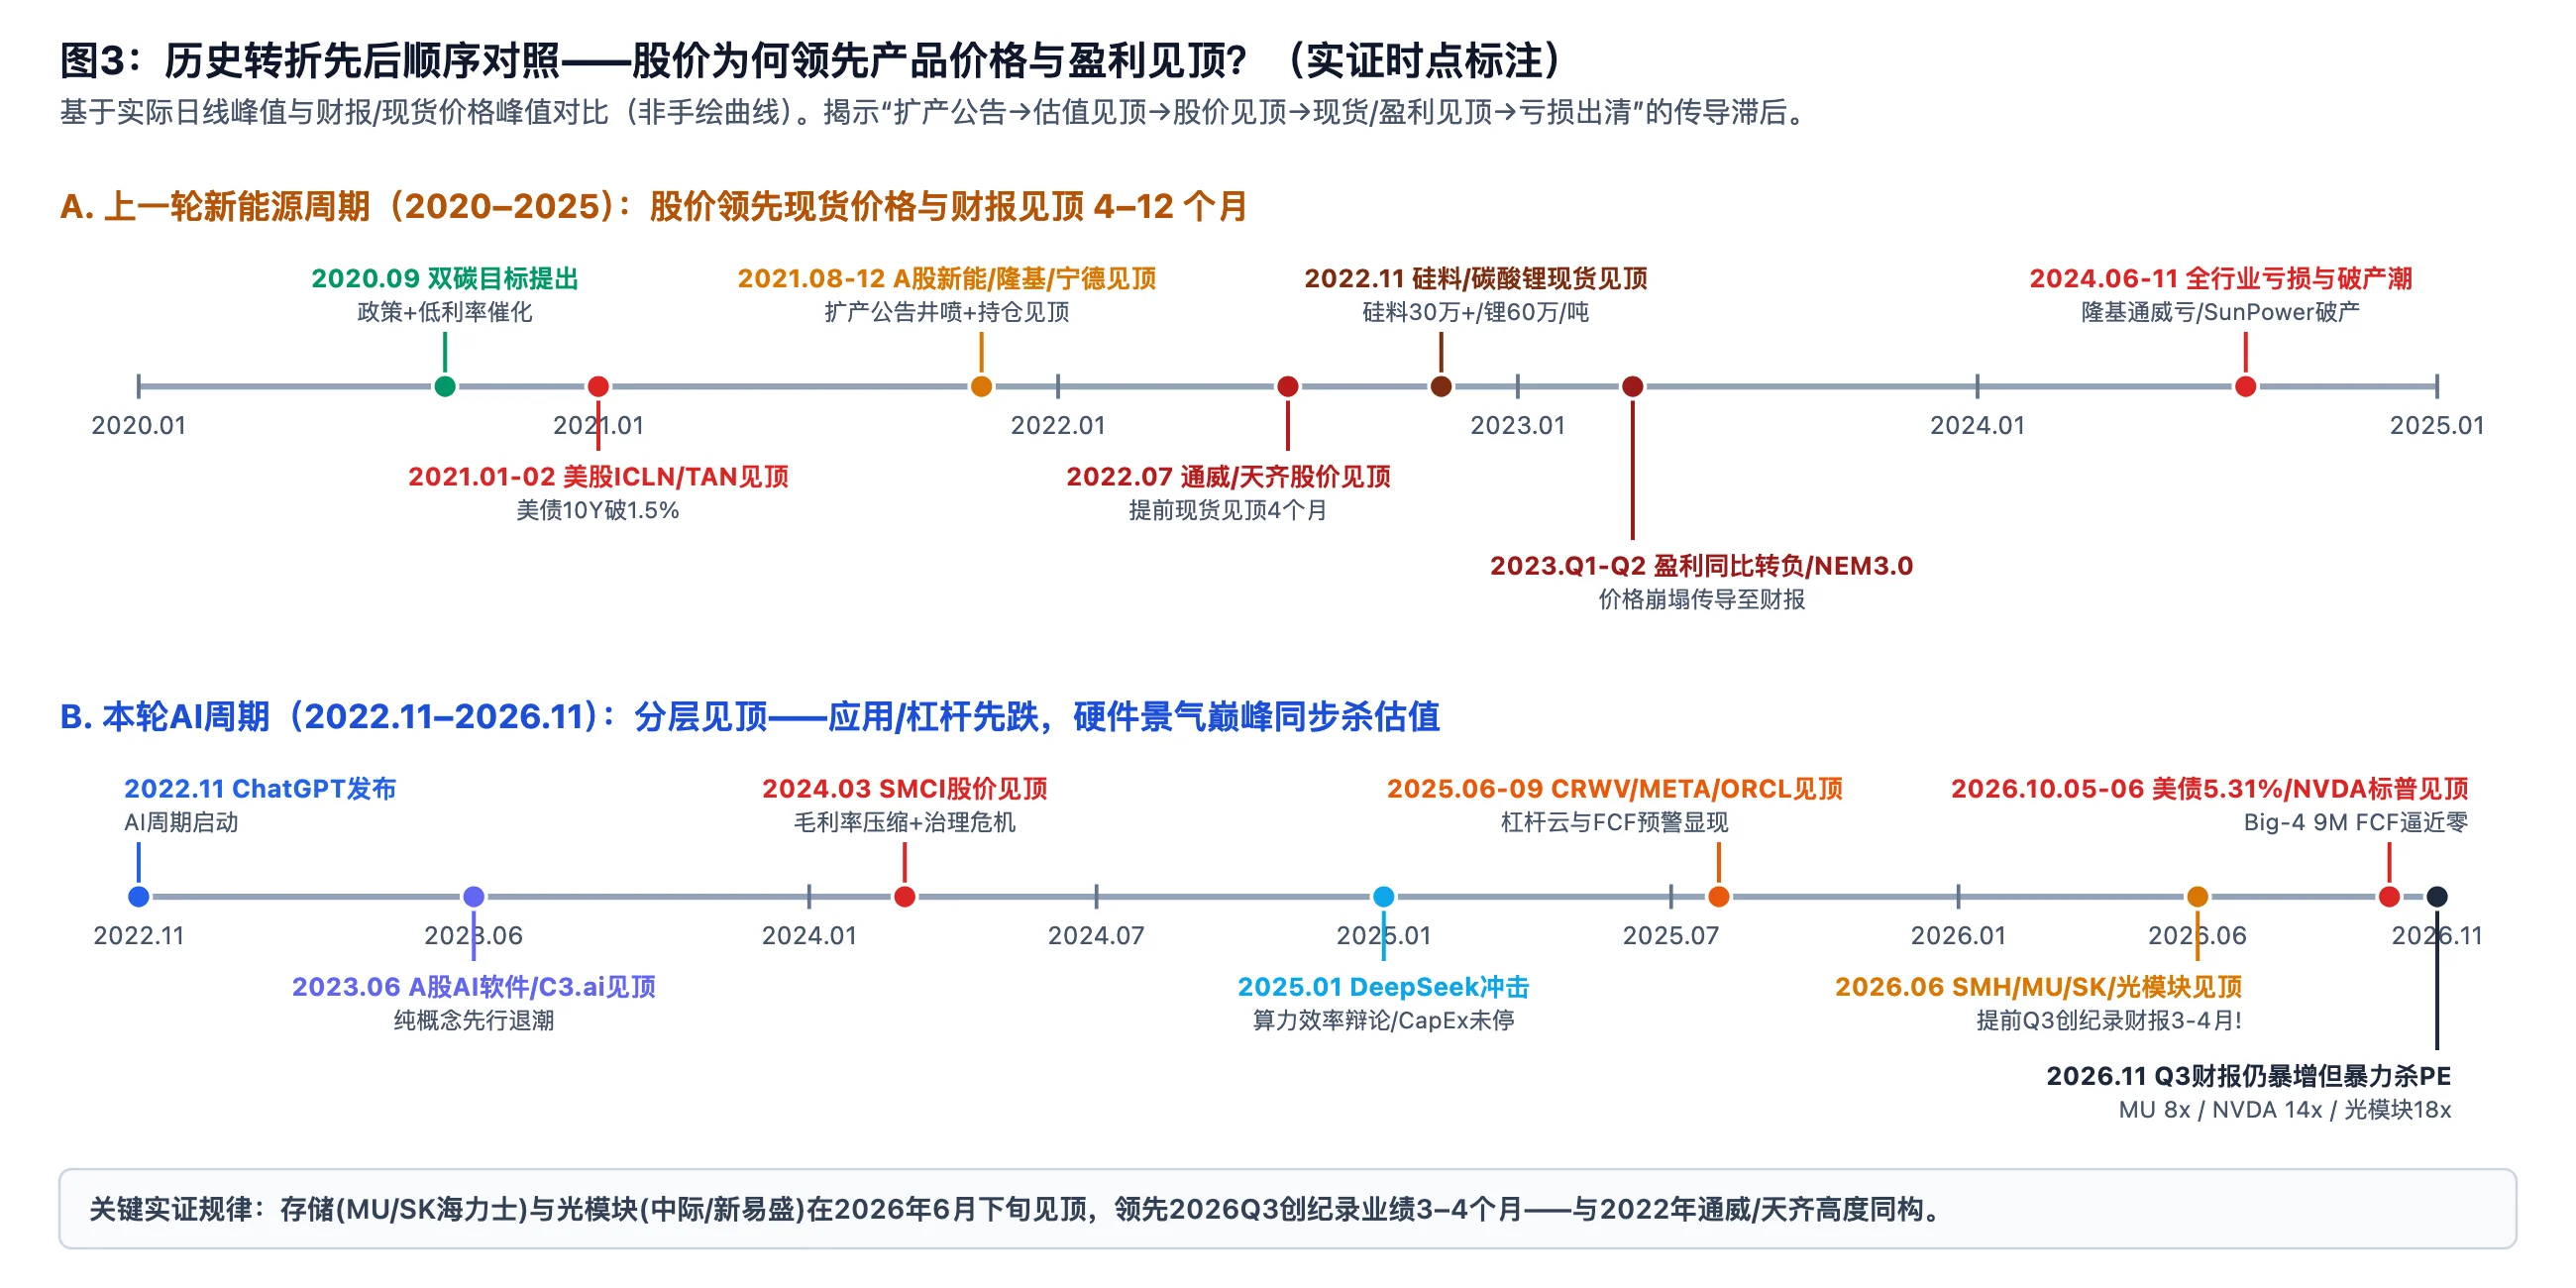 图3：历史转折先后顺序对照——股价为何领先产品价格与盈利见顶？（实证时点标注）
基于实际日线峰值与财报/现货价格峰值对比（非手绘曲线）。揭示“扩产公告→估值见顶→股价见顶→现货/盈利见顶→亏损出清”的传导滞后。
A. 上一轮新能源周期（2020–2025）：股价领先现货价格与财报见顶 4–12 个月
2020.09 双碳目标提出
政策+低利率催化
2021.08-12 A股新能/隆基/宁德见顶
扩产公告井喷+持仓见顶
2022.11 硅料/碳酸锂现货见顶
硅料30万+/锂60万/吨
2024.06-11 全行业亏损与破产潮
隆基通威亏/SunPower破产
2020.01
2021.01
2022.01
2023.01
2024.01
2025.01
2021.01-02 美股ICLN/TAN见顶
美债10Y破1.5%
2022.07 通威/天齐股价见顶
提前现货见顶4个月
2023.Q1-Q2 盈利同比转负/NEM3.0
价格崩塌传导至财报
B. 本轮AI周期（2022.11–2026.11）：分层见顶——应用/杠杆先跌，硬件景气巅峰同步杀估值
2022.11 ChatGPT发布
AI周期启动
2024.03 SMCI股价见顶
毛利率压缩+治理危机
2025.06-09 CRWV/META/ORCL见顶
杠杆云与FCF预警显现
2026.10.05-06 美债5.31%/NVDA标普见顶
Big-4 9M FCF逼近零
2022.11
2023.06
2024.01
2024.07
2025.01
2025.07
2026.01
2026.06
2026.11
2023.06 A股AI软件/C3.ai见顶
纯概念先行退潮
2025.01 DeepSeek冲击
算力效率辩论/CapEx未停
2026.06 SMH/MU/SK/光模块见顶
提前Q3创纪录财报3-4月!
2026.11 Q3财报仍暴增但暴力杀PE
MU 8x / NVDA 14x / 光模块18x
关键实证规律：存储(MU/SK海力士)与光模块(中际/新易盛)在2026年6月下旬见顶，领先2026Q3创纪录业绩3–4个月——与2022年通威/天齐高度同构。